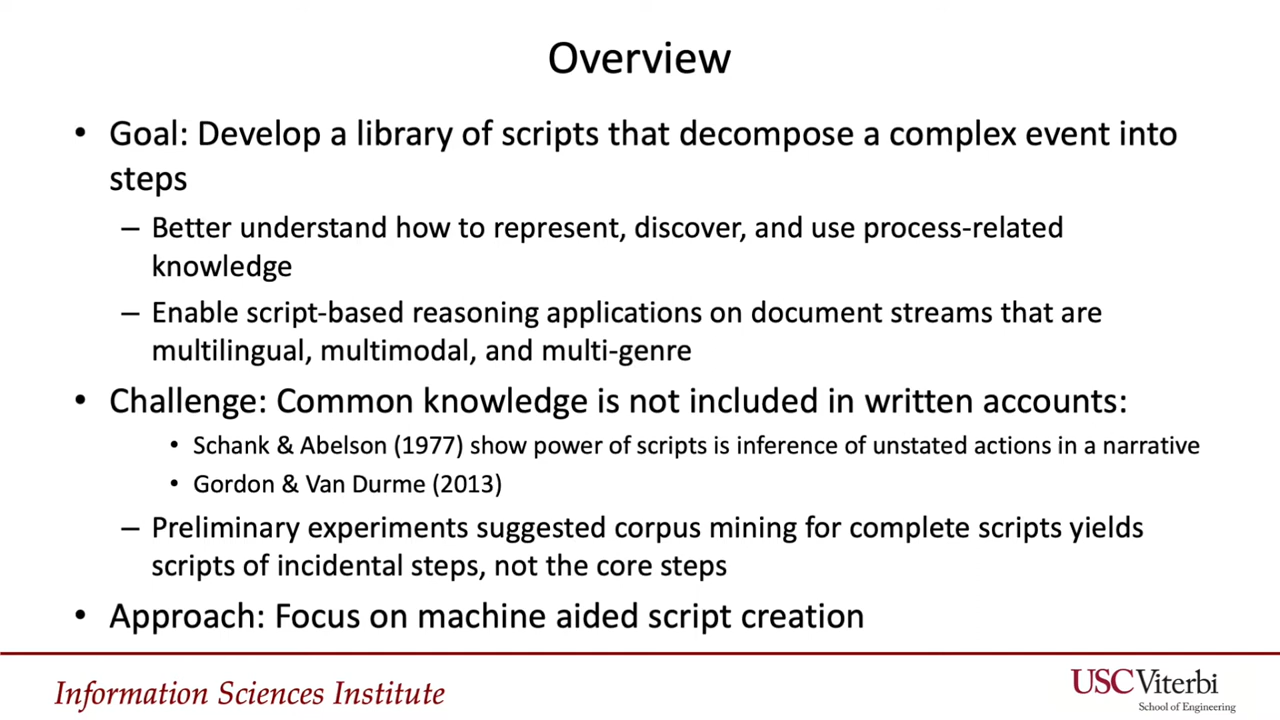 Overview
• Goal: Develop a library of scripts that decompose a complex event into
steps
– Better understand how to represent, discover, and use process-related
knowledge
– Enable script-based reasoning applications on document streams that are
multilingual, multimodal, and multi-genre
• Challenge: Common knowledge is not included in written accounts:
• Schank & Abelson (1977) show power of scripts is inference of unstated actions in a narrative
• Gordon & Van Durme (2013)
– Preliminary experiments suggested corpus mining for complete scripts yields
scripts of incidental steps, not the core steps
• Approach: Focus on machine aided script creation
Information Sciences Institute
USC Viterbi
School of Engineering